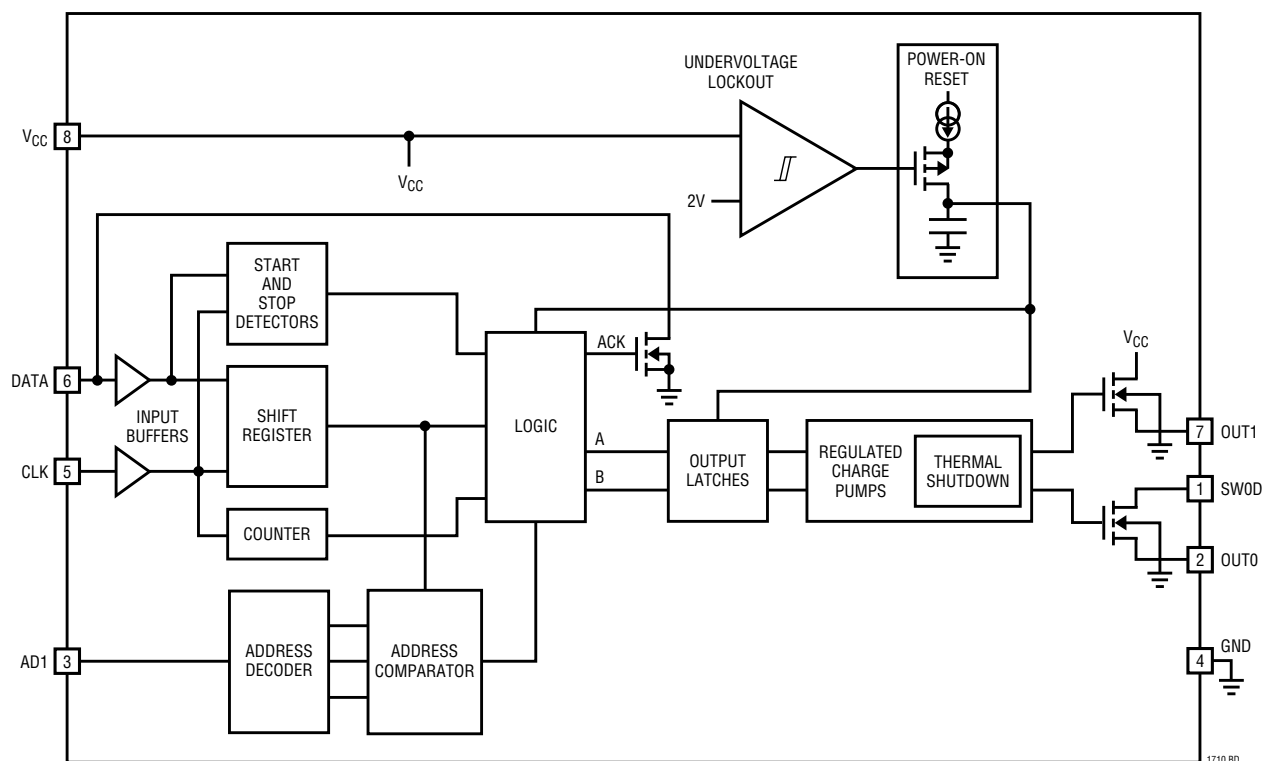 UNDERVOLTAGE
LOCKOUT
POWER-ON
RESET
VCC
8
VCC
2V
START
AND
STOP
DETECTORS
ACK
VCC
DATA
6
INPUT
BUFFERS
SHIFT
REGISTER
LOGIC
CLK
5
A
B
OUTPUT
LATCHES
REGULATED
CHARGE
PUMPS
THERMAL
SHUTDOWN
7
OUT1
1
SW0D
2
OUT0
COUNTER
AD1
3
ADDRESS
DECODER
ADDRESS
COMPARATOR
4
GND
1710 BD